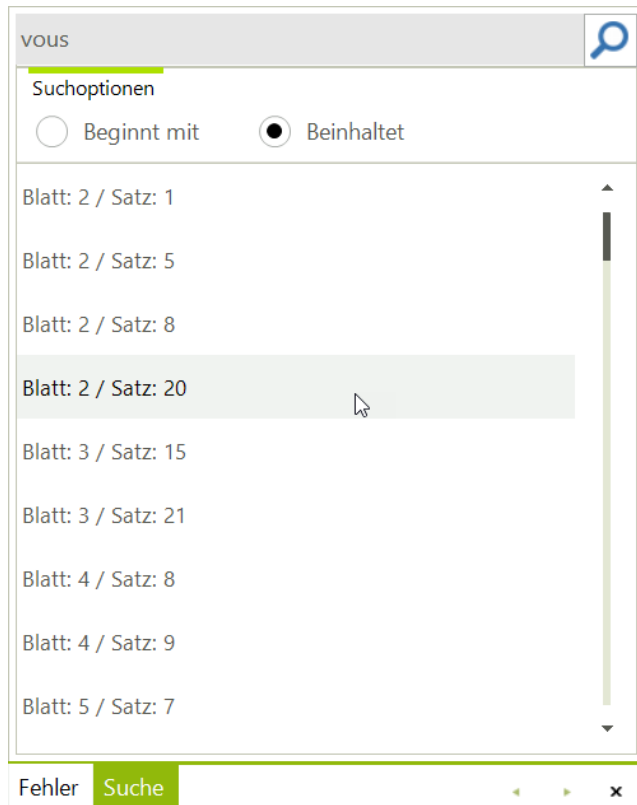 vous
Suchoptionen
Beginnt mit Beinhaltet
Blatt: 2 / Satz: 1
Blatt: 2 / Satz: 5
Blatt: 2 / Satz: 8
Blatt: 2 / Satz: 20
Blatt: 3 / Satz: 15
Blatt: 3 / Satz: 21
Blatt: 4 / Satz: 8
Blatt: 4 / Satz: 9
Blatt: 5 / Satz: 7
Fehler Suche